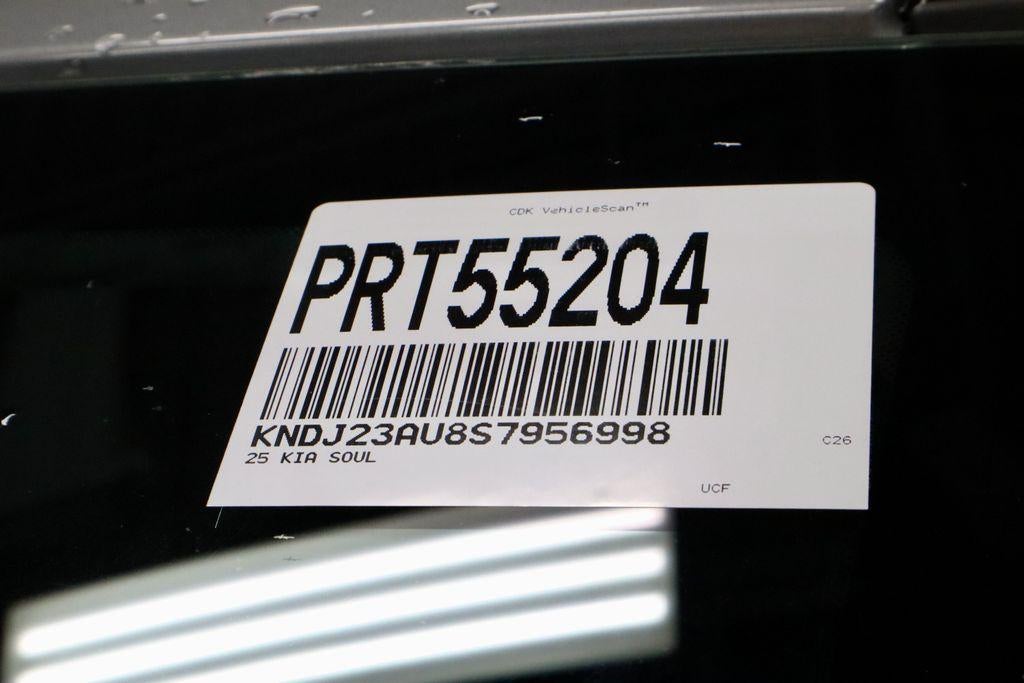 CDK VehicleScan™
PRT55204
KNDJ23AU8S7956998
25 KIA SOUL
C26
UCF